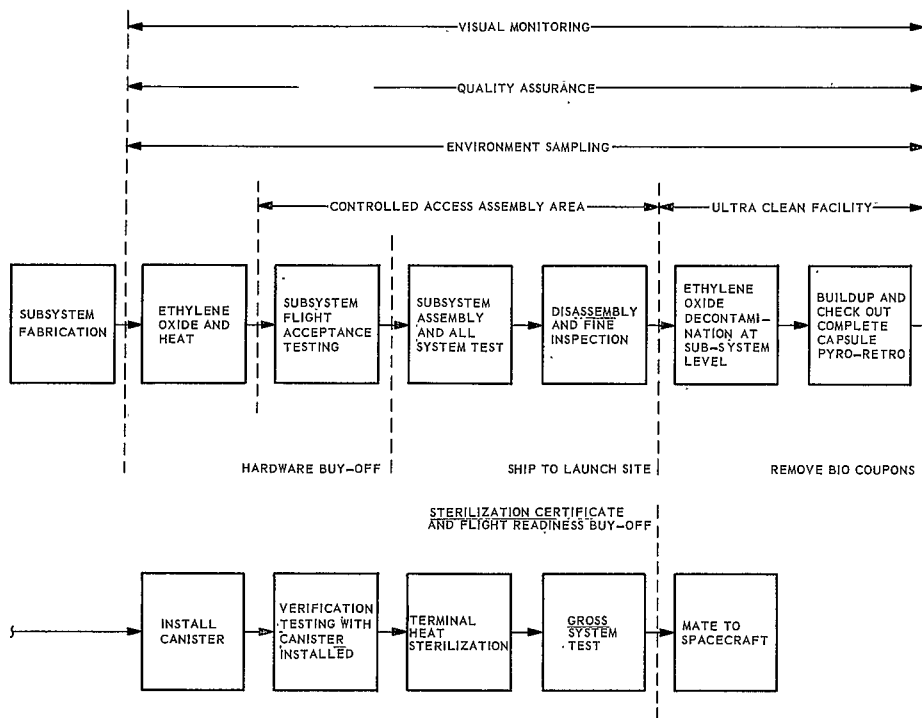 VISUAL MONITORING
QUALITY ASSURANCE
ENVIRONMENT SAMPLING
CONTROLLED ACCESS ASSEMBLY AREA
ULTRA CLEAN FACILITY
SUBSYSTEM
FABRICATION
ETHYLENE
OXIDE AND
HEAT
SUBSYSTEM
FLIGHT
ACCEPTANCE
TESTING
SUBSYSTEM
ASSEMBLY
AND ALL
SYSTEM TEST
DISASSEMBLY
AND FINE
INSPECTION
ETHYLENE
OXIDE
DECONTAMI-
NATION AT
SUB-SYSTEM
LEVEL
BUILDUP AND
CHECK OUT
COMPLETE
CAPSULE
PYRO-RETRO
HARDWARE BUY-OFF
SHIP TO LAUNCH SITE
REMOVE BIO COUPONS
STERILIZATION CERTIFICATE
AND FLIGHT READINESS BUY-OFF
INSTALL
CANISTER
VERIFICATION
TESTING WITH
CANISTER
INSTALLED
TERMINAL
HEAT
STERILIZATION
GROSS
SYSTEM
TEST
MATE TO
SPACECRAFT